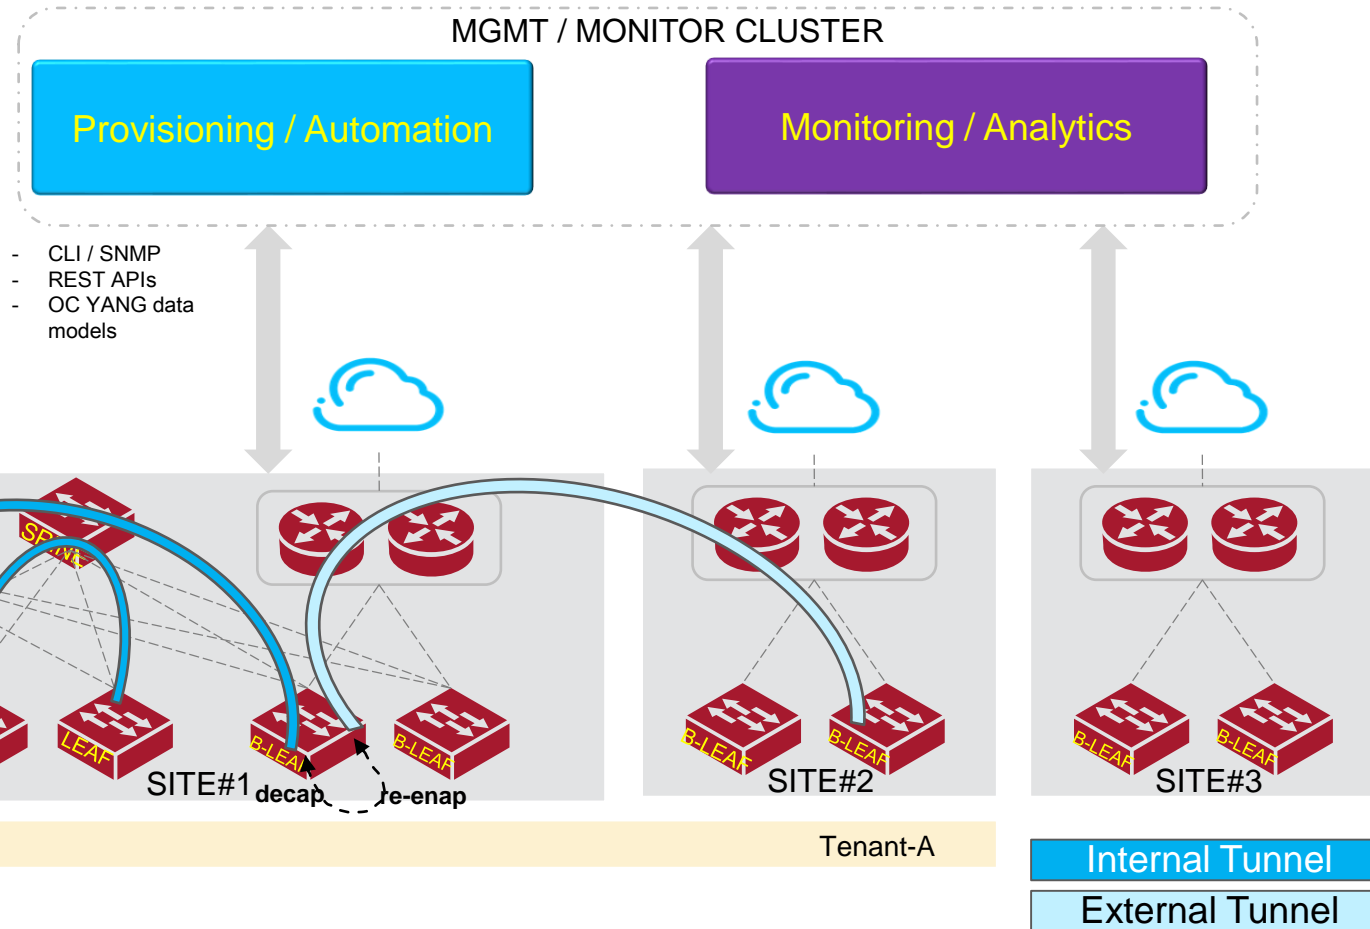 MGMT / MONITOR CLUSTER
Provisioning / Automation
Monitoring / Analytics
- CLI / SNMP
- REST APIs
- OC YANG data
models
SPINE
LEAF
B-LEAF
B-LEAF
B-LEAF
B-LEAF
B-LEAF
B-LEAF
SITE#1
decap
re-enap
SITE#2
SITE#3
Tenant-A
Internal Tunnel
External Tunnel